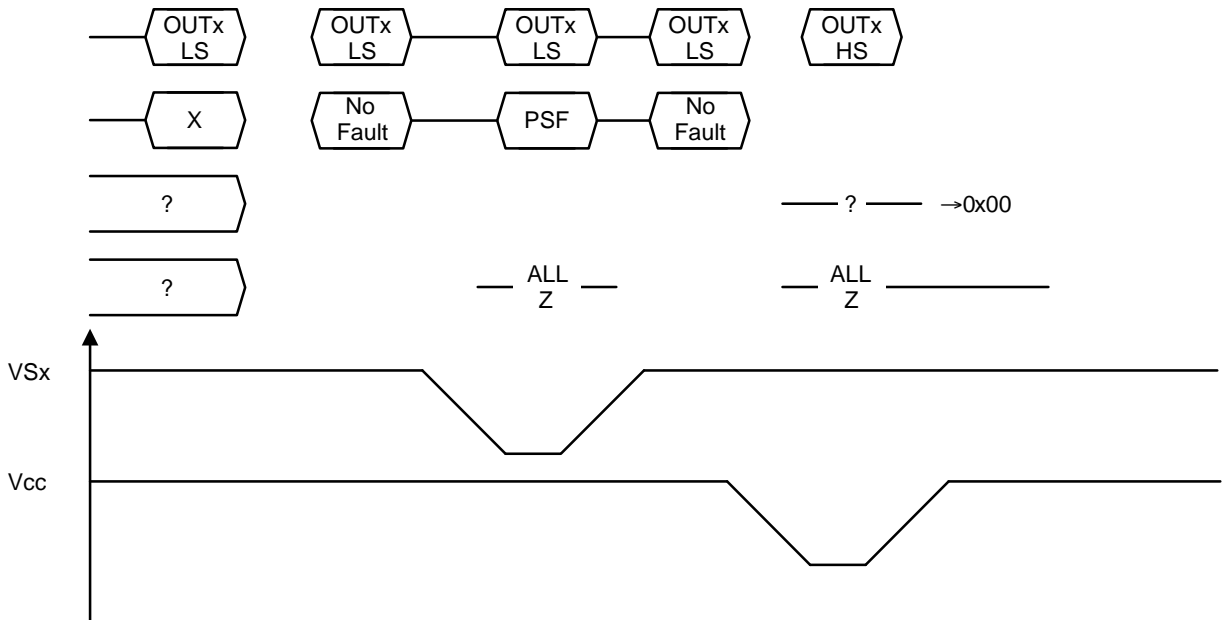 OUTx OUTx OUTx OUTx OUTx
LS LS LS LS HS
X No Fault PSF No Fault
? ? →0x00
? ALL Z ALL Z
VSx
Vcc